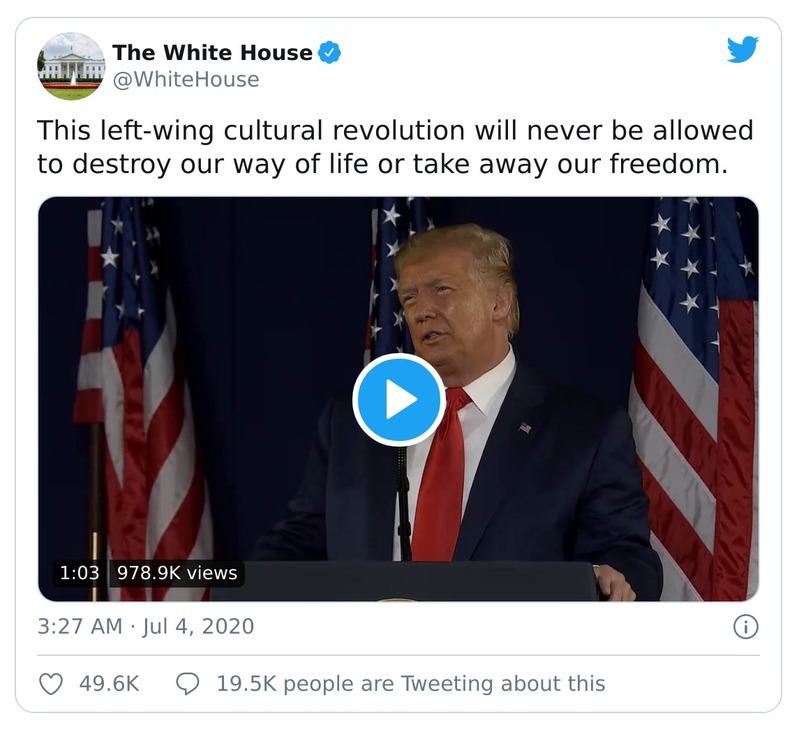 The White House
@WhiteHouse
This left-wing cultural revolution will never be allowed
to destroy our way of life or take away our freedom.
1:03 978.9K views
3:27 AM · Jul 4, 2020
49.6K 19.5K people are Tweeting about this